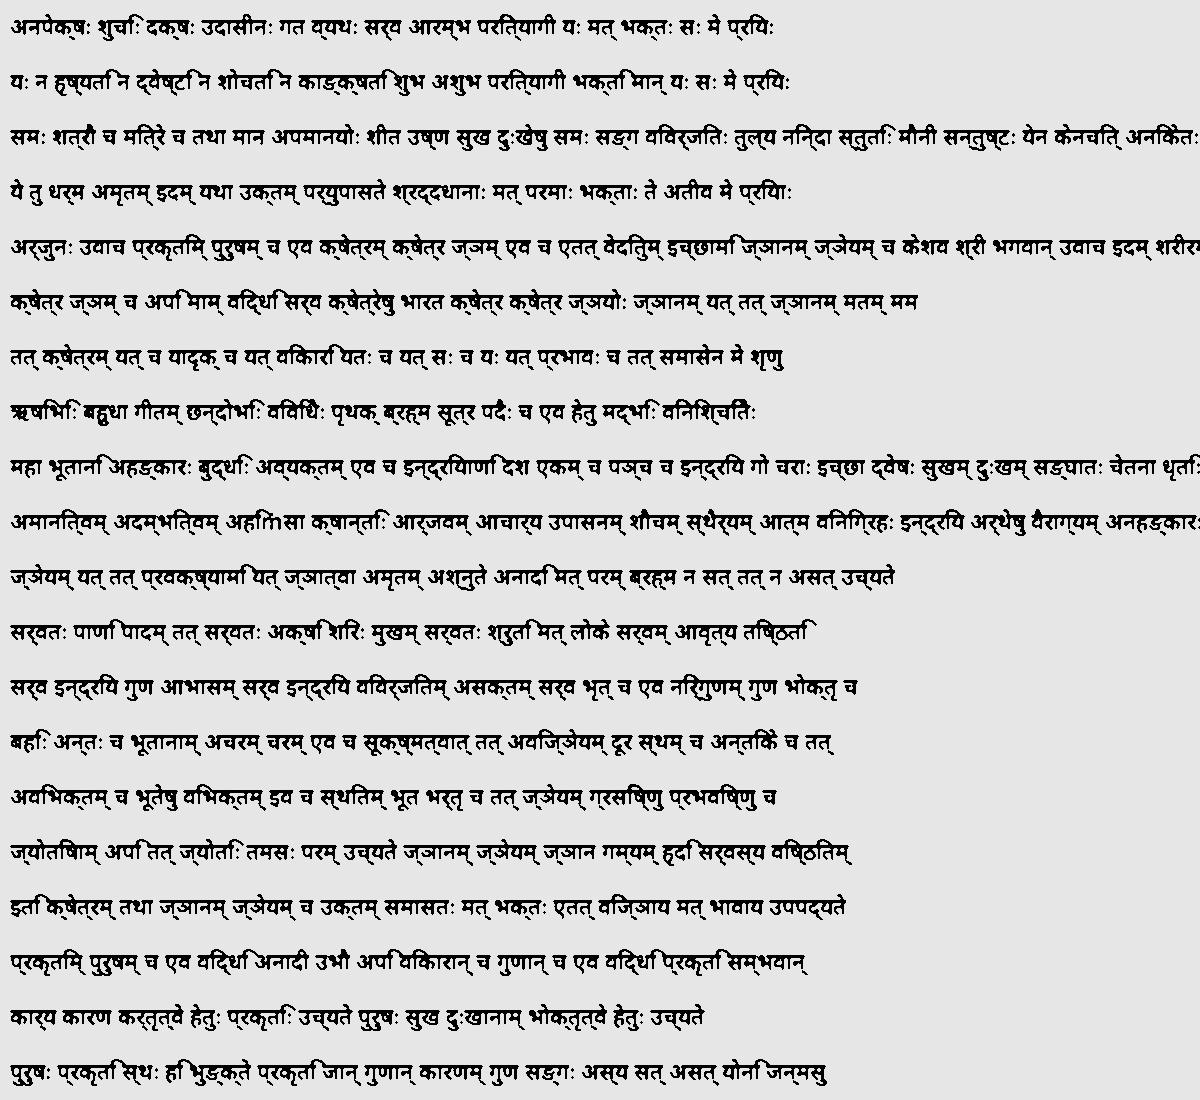 अनपेक्षः शुचिः दक्षः उदासीनः गत व्यथः सर्व आरम्भ परित्यागी यः मत् भक्तः सः मे प्रियः
यः न हृष्यति न द्वेष्टि न शोचति न काङ्क्षति शुभ अशुभ परित्यागी भक्तिमान् यः सः मे प्रियः
समः शत्रौ च मित्रे च तथा मान अपमानयोः शीत उष्ण सुख दुःखेषु समः सङ्ग विवर्जितः तुल्य निन्दा स्तुतिः मौनी सन्तुष्टः येन केनचित् अनिकेतः
ये तु धर्म अमृतम् इदम् यथा उक्तम् पर्युपासते श्रद्दधानाः मत् परमाः भक्ताः ते अतीव मे प्रियाः
अर्जुनः उवाच प्रकृतिम् पुरुषम् च एव क्षेत्रम् क्षेत्र ज्ञम् एव च एतत् वेदितुम् इच्छामि ज्ञानम् ज्ञेयम् च केशव श्री भगवान् उवाच इदम् शरीरम्
क्षेत्र ज्ञम् च अपि माम् विद्धि सर्व क्षेत्रेषु भारत क्षेत्र क्षेत्र ज्ञयोः ज्ञानम् यत् तत् ज्ञानम् मतम् मम
तत् क्षेत्रम् यत् च यादृक् च यत् विकारि यतः च यत् सः च यः यत् प्रभावः च तत् समासेन मे शृणु
ऋषिभिः बहुधा गीतम् छन्दोभिः विविधैः पृथक् ब्रह्म सूत्र पदैः च एव हेतु मद्भिः विनिश्चितैः
महा भूतानि अहङ्कारः बुद्धिः अव्यक्तम् एव च इन्द्रियाणि दश एकम् च पञ्च च इन्द्रिय गो चराः इच्छा द्वेषः सुखम् दुःखम् सङ्घातः चेतना धृतिः
अमानित्वम् अदम्भित्वम् अहिṁसा क्षान्तिः आर्जवम् आचार्य उपासनम् शौचम् स्थैर्यम् आत्म विनिग्रहः इन्द्रिय अर्थेषु वैराग्यम् अनहङ्कारः
ज्ञेयम् यत् तत् प्रवक्ष्यामि यत् ज्ञात्वा अमृतम् अश्नुते अनादि मत् परम् ब्रह्म न सत् तत् न असत् उच्यते
सर्वतः पाणि पादम् तत् सर्वतः अक्षि शिरः मुखम् सर्वतः श्रुतिमत् लोके सर्वम् आवृत्य तिष्ठति
सर्व इन्द्रिय गुण आभासम् सर्व इन्द्रिय विवर्जितम् असक्तम् सर्व भृत् च एव निर्गुणम् गुण भोक्तृ च
बहिः अन्तः च भूतानाम् अचरम् चरम् एव च सूक्ष्मत्वात् तत् अविज्ञेयम् दूर स्थम् च अन्तिके च तत्
अविभक्तम् च भूतेषु विभक्तम् इव च स्थितम् भूत भर्तृ च तत् ज्ञेयम् ग्रसिष्णु प्रभविष्णु च
ज्योतिषाम् अपि तत् ज्योतिः तमसः परम् उच्यते ज्ञानम् ज्ञेयम् ज्ञान गम्यम् हृदि सर्वस्य विष्ठितम्
इति क्षेत्रम् तथा ज्ञानम् ज्ञेयम् च उक्तम् समासतः मत् भक्तः एतत् विज्ञाय मत् भावाय उपपद्यते
प्रकृतिम् पुरुषम् च एव विद्धि अनादी उभौ अपि विकारान् च गुणान् च एव विद्धि प्रकृति सम्भवान्
कार्य कारण कर्तृत्वे हेतुः प्रकृतिः उच्यते पुरुषः सुख दुःखानाम् भोक्तृत्वे हेतुः उच्यते
पुरुषः प्रकृति स्थः हि भुङ्क्ते प्रकृति जान् गुणान् कारणम् गुण सङ्गः अस्य सत् असत् योनि जन्मसु